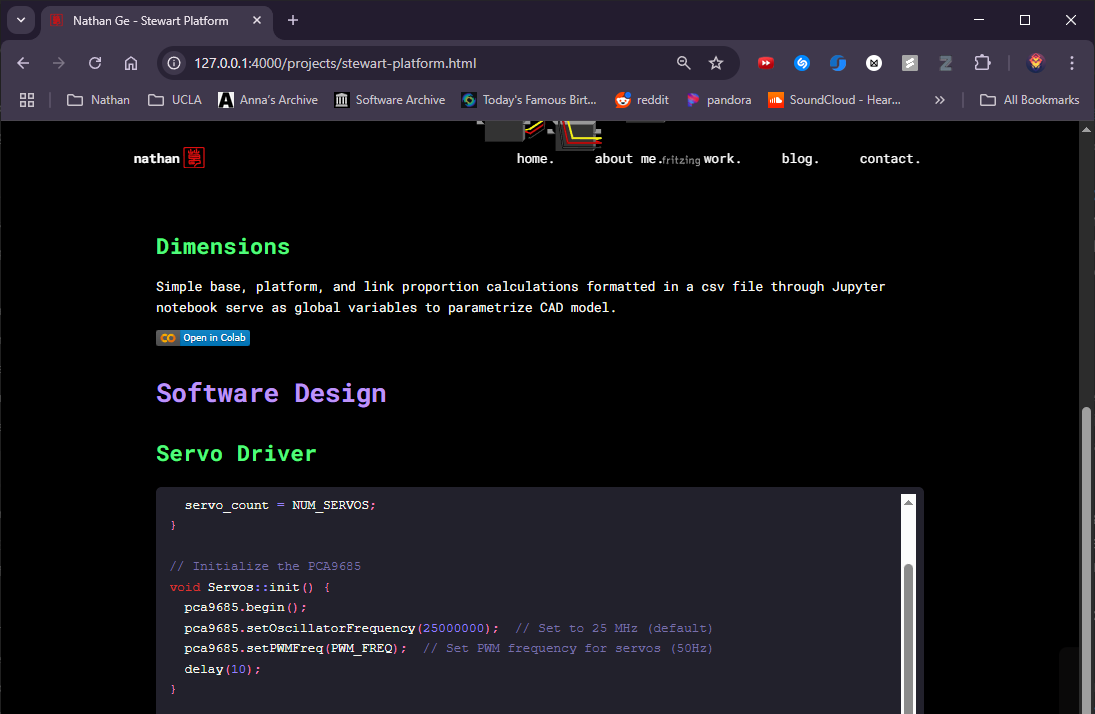 Nathan Ge - Stewart Platform
127.0.0.1:4000/projects/stewart-platform.html
Nathan UCLA Anna's Archive Software Archive Today's Famous Birt... reddit pandora SoundCloud - Hear... » All Bookmarks
nathan home. about me. fritzing work. blog. contact.
Dimensions
Simple base, platform, and link proportion calculations formatted in a csv file through Jupyter
notebook serve as global variables to parametrize CAD model.
Open in Colab
Software Design
Servo Driver
servo_count = NUM_SERVOS;
}
// Initialize the PCA9685
void Servos::init() {
pca9685.begin();
pca9685.setOscillatorFrequency(25000000);  // Set to 25 MHz (default)
pca9685.setPWMFreq(PWM_FREQ);  // Set PWM frequency for servos (50Hz)
delay(10);
}